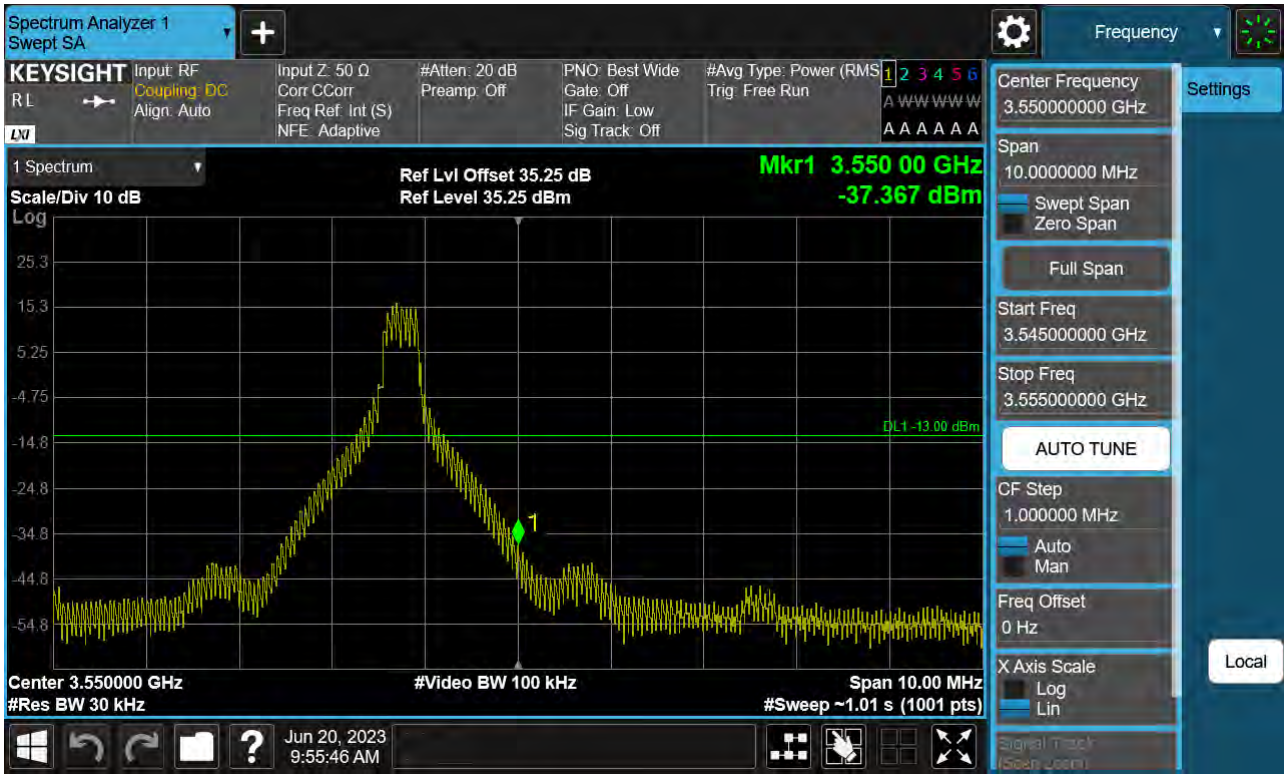 Spectrum Analyzer 1
Swept SA
+
Frequency
KEYSIGHT
RL
LXI
Input: RF
Coupling: DC
Align: Auto
Input Z: 50 Ω
Corr CCorr
Freq Ref: Int (S)
NFE: Adaptive
#Atten: 20 dB
Preamp: Off
PNO: Best Wide
Gate: Off
IF Gain: Low
Sig Track: Off
#Avg Type: Power (RMS
Trig: Free Run
1 2 3 4 5 6
A W W W W W
A A A A A A
1 Spectrum
Scale/Div 10 dB
Log
Ref Lvl Offset 35.25 dB
Ref Level 35.25 dBm
Mkr1 3.550 00 GHz
-37.367 dBm
25.3
15.3
5.25
-4.75
-14.8
-24.8
-34.8
-44.8
-54.8
DL1 -13.00 dBm
1
Center 3.550000 GHz
#Res BW 30 kHz
#Video BW 100 kHz
Span 10.00 MHz
#Sweep ~1.01 s (1001 pts)
?
Jun 20, 2023
9:55:46 AM
Center Frequency
3.550000000 GHz
Span
10.0000000 MHz
Swept Span
Zero Span
Full Span
Start Freq
3.545000000 GHz
Stop Freq
3.555000000 GHz
AUTO TUNE
CF Step
1.000000 MHz
Auto
Man
Freq Offset
0 Hz
X Axis Scale
Log
Lin
Signal Track
(Span Zoom)
Settings
Local